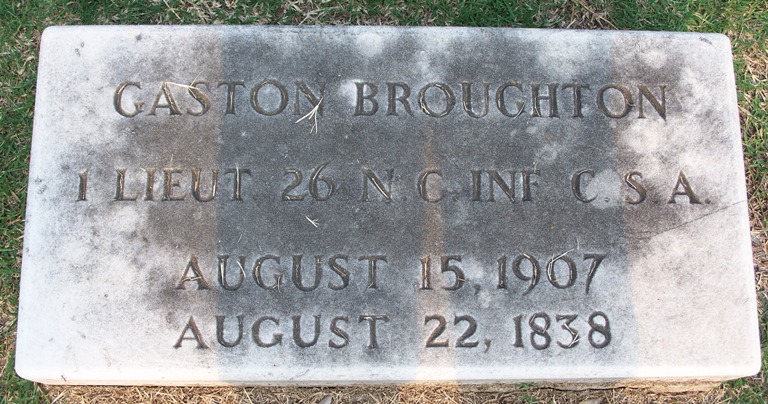 GASTON BROUGHTON
1 LIEUT. 26 N.C. INF C.S.A.
AUGUST 15, 1907
AUGUST 22, 1838